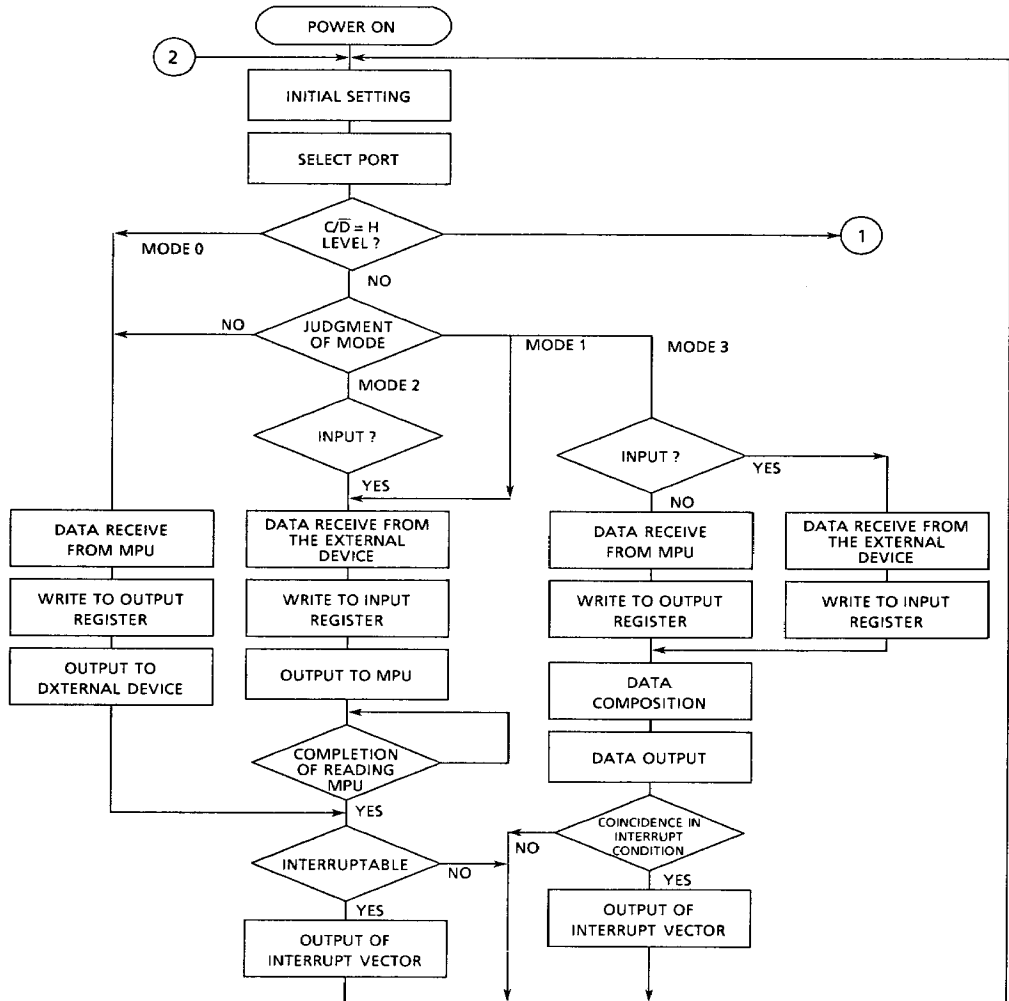 POWER ON
2
INITIAL SETTING
SELECT PORT
C/D̅ = H
LEVEL ?
MODE 0
1
NO
NO
JUDGMENT
OF MODE
MODE 1
MODE 3
MODE 2
INPUT ?
INPUT ?
YES
YES
NO
DATA RECEIVE
FROM MPU
DATA RECEIVE FROM
THE EXTERNAL
DEVICE
DATA RECEIVE
FROM MPU
DATA RECEIVE FROM
THE EXTERNAL
DEVICE
WRITE TO OUTPUT
REGISTER
WRITE TO INPUT
REGISTER
WRITE TO OUTPUT
REGISTER
WRITE TO INPUT
REGISTER
OUTPUT TO
DXTERNAL DEVICE
OUTPUT TO MPU
DATA
COMPOSITION
COMPLETION
OF READING
MPU
DATA OUTPUT
YES
COINCIDENCE IN
INTERRUPT
CONDITION
NO
INTERRUPTABLE
NO
YES
YES
OUTPUT OF
INTERRUPT VECTOR
OUTPUT OF
INTERRUPT VECTOR